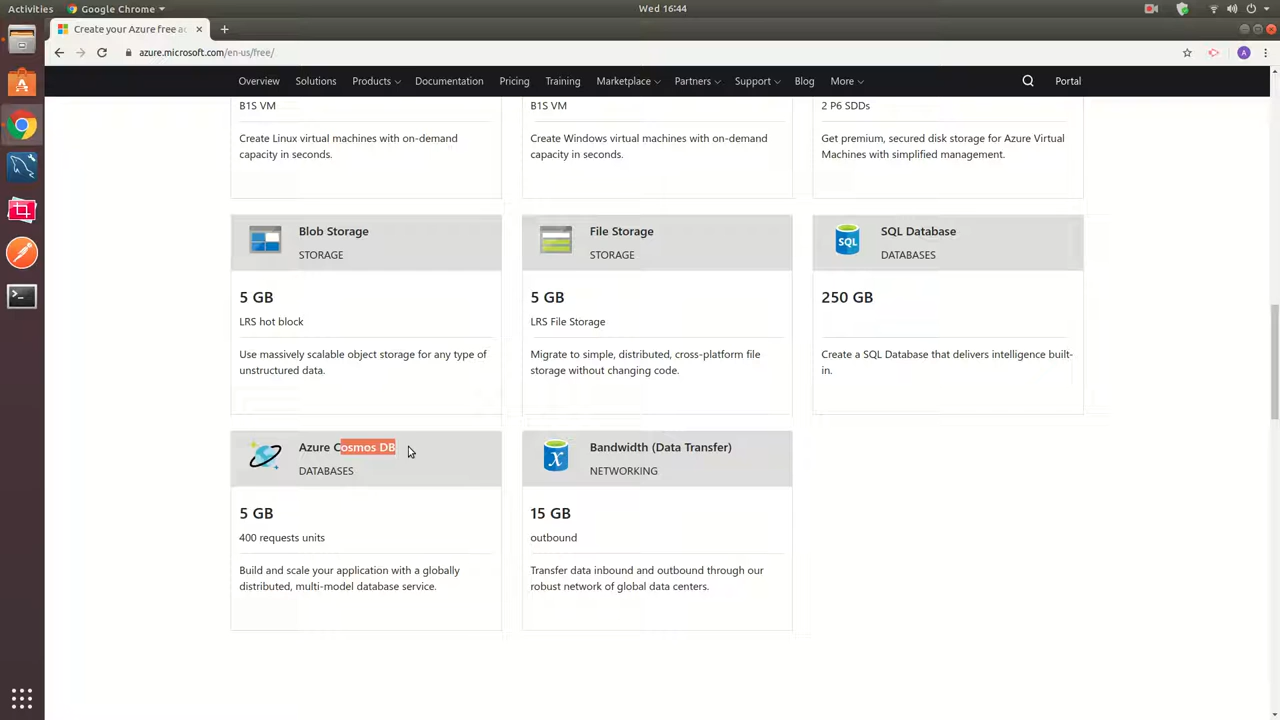 Activities
Google Chrome
Wed 16:44
Create your Azure free ac
azure.microsoft.com/en-us/free/
A
Overview
Solutions
Products
Documentation
Pricing
Training
Marketplace
Partners
Support
Blog
More
Portal
B1S VM
Create Linux virtual machines with on-demand
capacity in seconds.
B1S VM
Create Windows virtual machines with on-demand
capacity in seconds.
2 P6 SDDs
Get premium, secured disk storage for Azure Virtual
Machines with simplified management.
Blob Storage
STORAGE
5 GB
LRS hot block
Use massively scalable object storage for any type of
unstructured data.
File Storage
STORAGE
5 GB
LRS File Storage
Migrate to simple, distributed, cross-platform file
storage without changing code.
SQL
SQL Database
DATABASES
250 GB
Create a SQL Database that delivers intelligence built-
in.
Azure Cosmos DB
DATABASES
5 GB
400 requests units
Build and scale your application with a globally
distributed, multi-model database service.
X
Bandwidth (Data Transfer)
NETWORKING
15 GB
outbound
Transfer data inbound and outbound through our
robust network of global data centers.